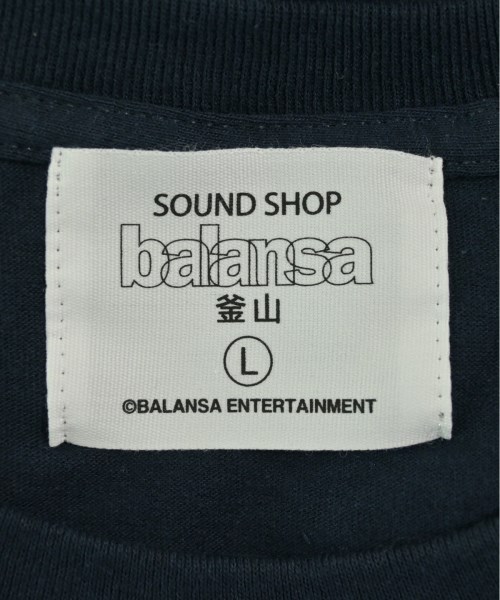 SOUND SHOP
balansa
釜山
L
©BALANSA ENTERTAINMENT